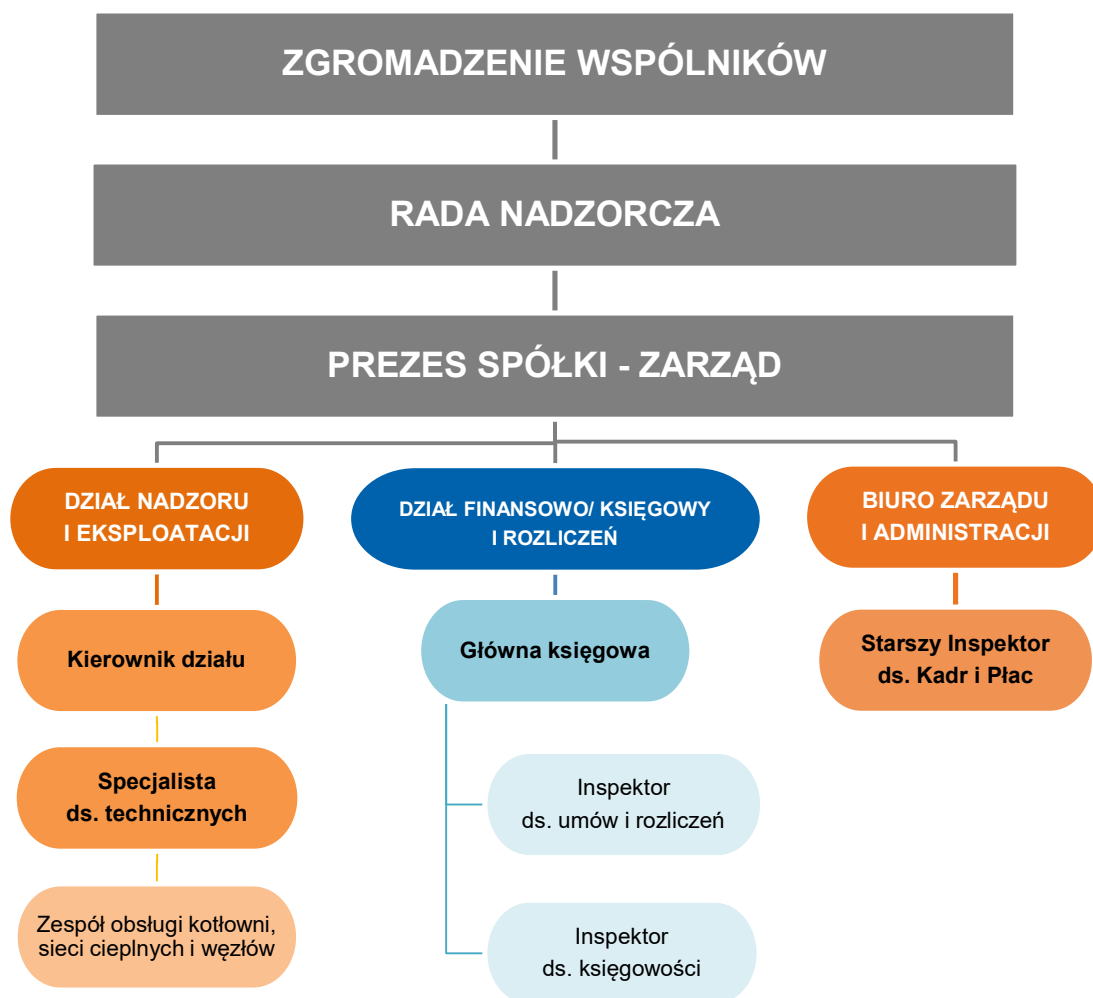 ZGROMADZENIE WSPÓLNIKÓW
RADA NADZORCZA
PREZES SPÓŁKI - ZARZĄD
DZIAŁ NADZORU
I EKSPLOATACJI
Kierownik działu
Specjalista
ds. technicznych
Zespół obsługi kotłowni,
sieci cieplnych i węzłów
DZIAŁ FINANSOWO/ KSIĘGOWY
I ROZLICZEŃ
Główna księgowa
Inspektor
ds. umów i rozliczeń
Inspektor
ds. księgowości
BIURO ZARZĄDU
I ADMINISTRACJI
Starszy Inspektor
ds. Kadr i Płac